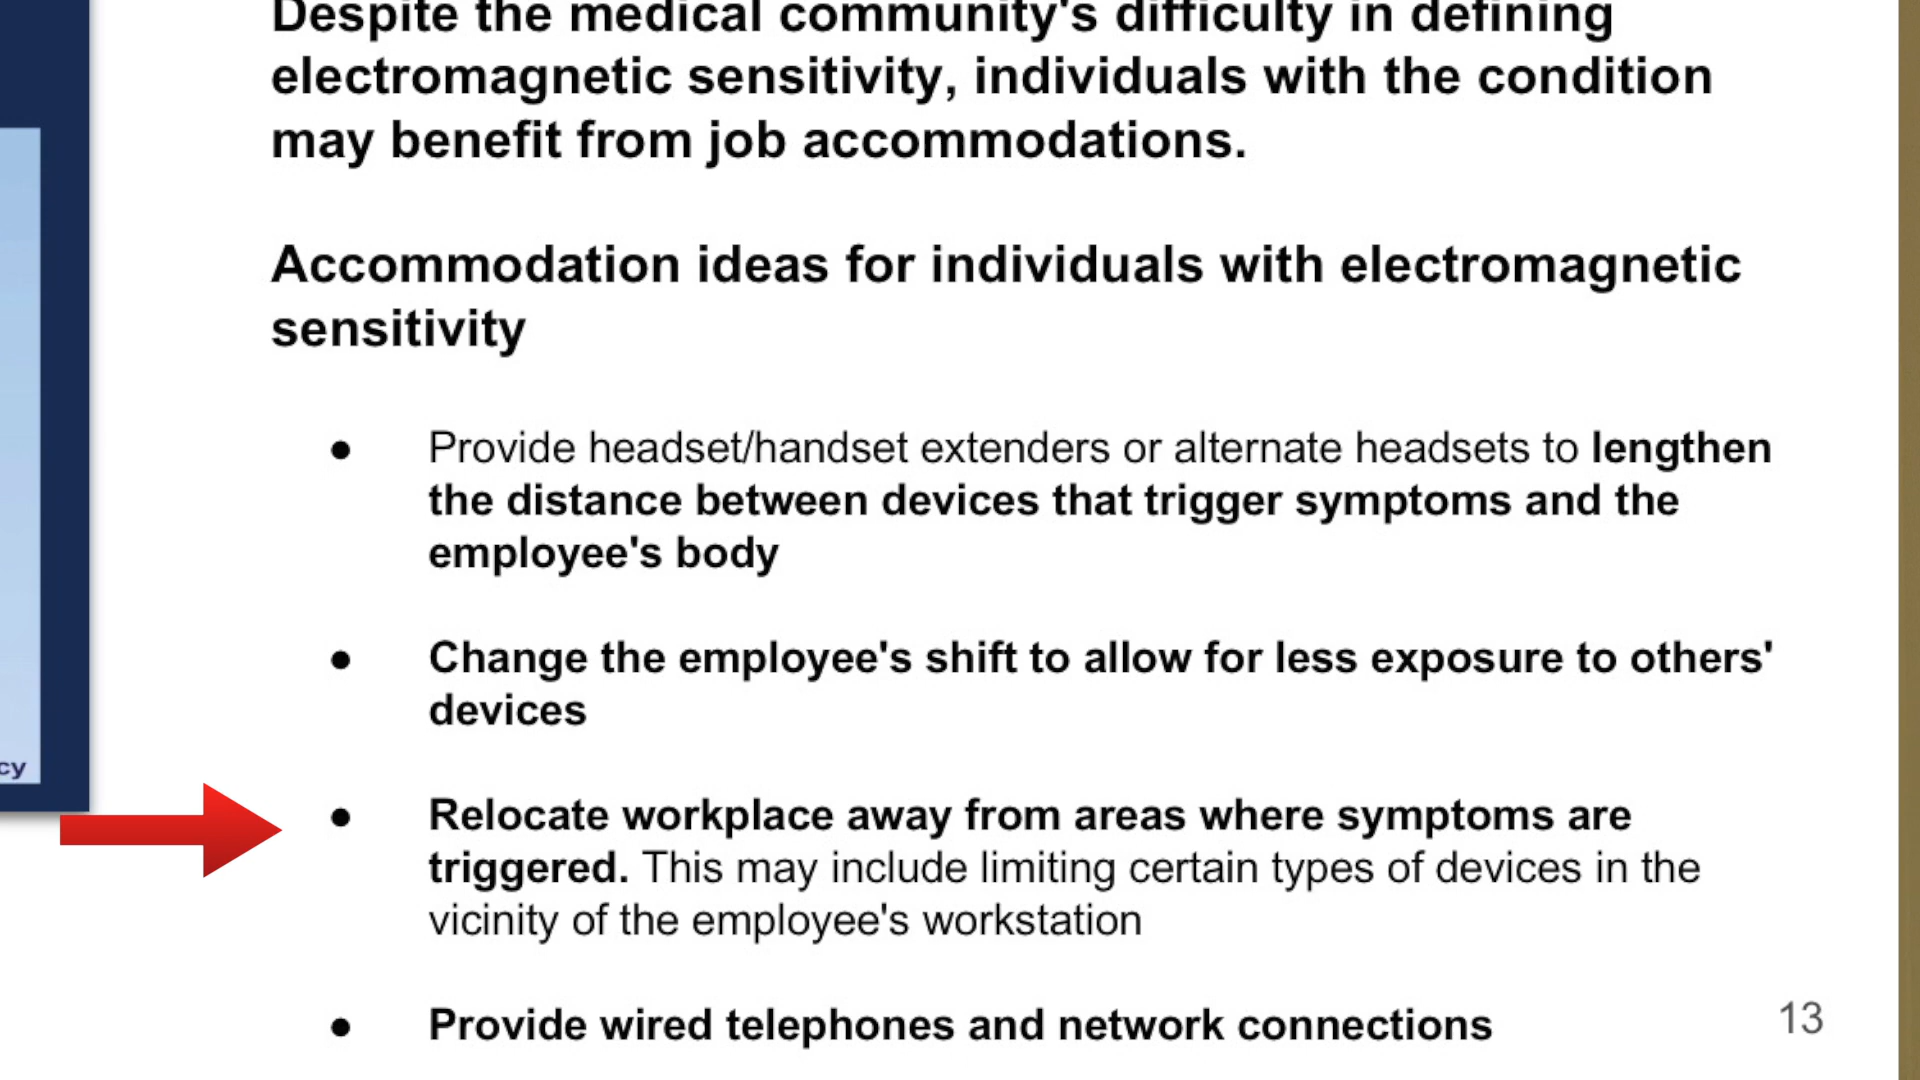 Despite the medical community's difficulty in defining
electromagnetic sensitivity, individuals with the condition
may benefit from job accommodations.
Accommodation ideas for individuals with electromagnetic
sensitivity
● Provide headset/handset extenders or alternate headsets to lengthen
the distance between devices that trigger symptoms and the
employee's body
● Change the employee's shift to allow for less exposure to others'
devices
● Relocate workplace away from areas where symptoms are
triggered. This may include limiting certain types of devices in the
vicinity of the employee's workstation
● Provide wired telephones and network connections
cy
13